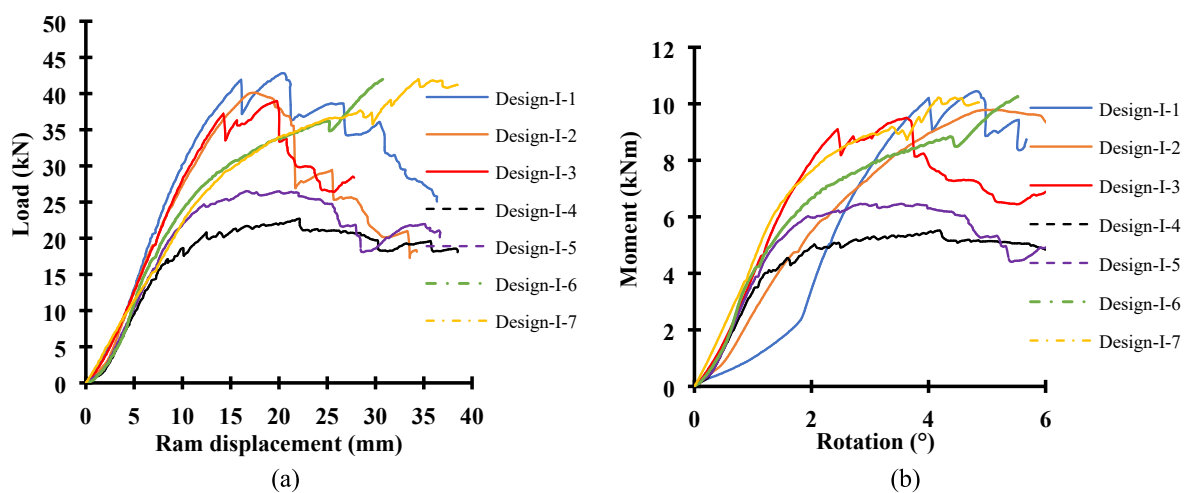 50
45
40
35
30
25
20
15
10
5
0
Load (kN)
0 5 10 15 20 25 30 35 40
Ram displacement (mm)
Design-I-1
Design-I-2
Design-I-3
Design-I-4
Design-I-5
Design-I-6
Design-I-7
(a)
12
10
8
6
4
2
0
Moment (kNm)
0 2 4 6
Rotation (°)
Design-I-1
Design-I-2
Design-I-3
Design-I-4
Design-I-5
Design-I-6
Design-I-7
(b)